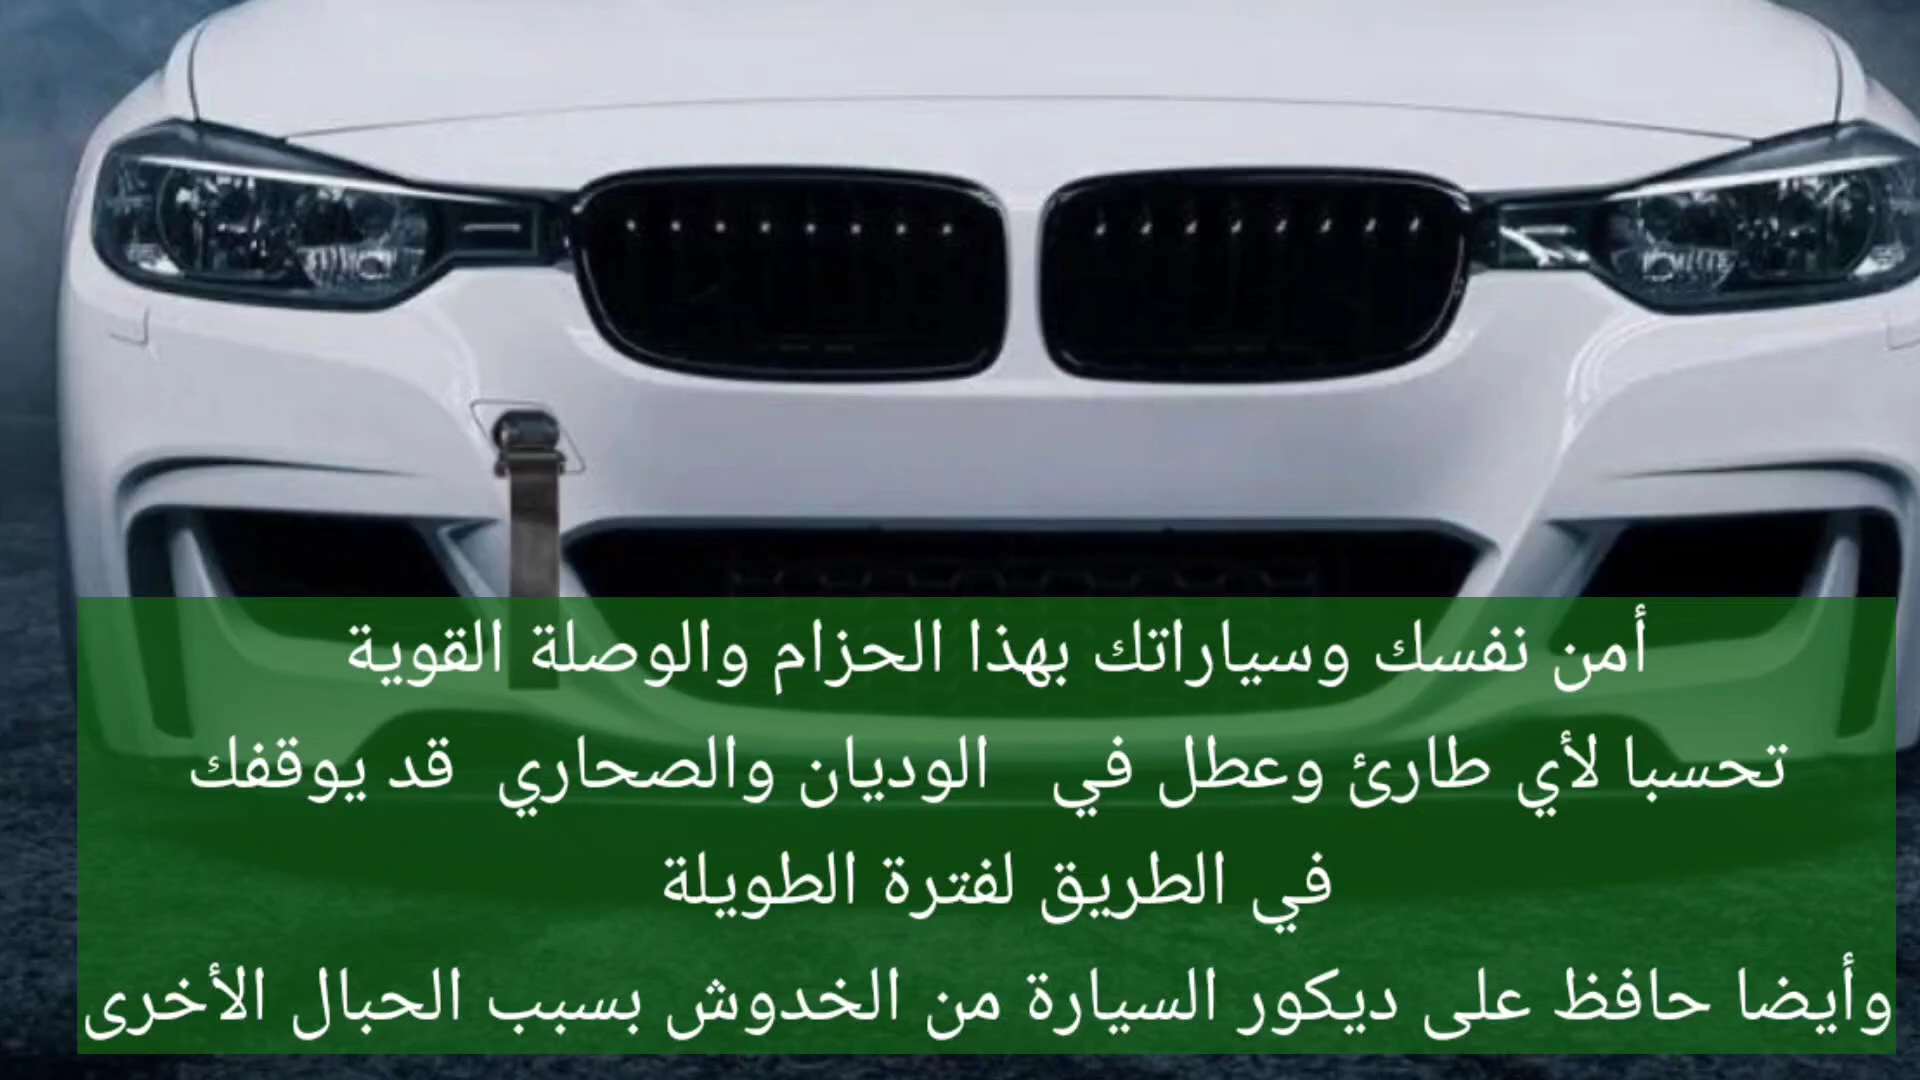 أمن نفسك وسياراتك بهذا الحزام والوصلة القوية
تحسبا لأي طارئ وعطل في الوديان والصحاري قد يوقفك
في الطريق لفترة الطويلة
وأيضا حافظ على ديكور السيارة من الخدوش بسبب الحبال الأخرى